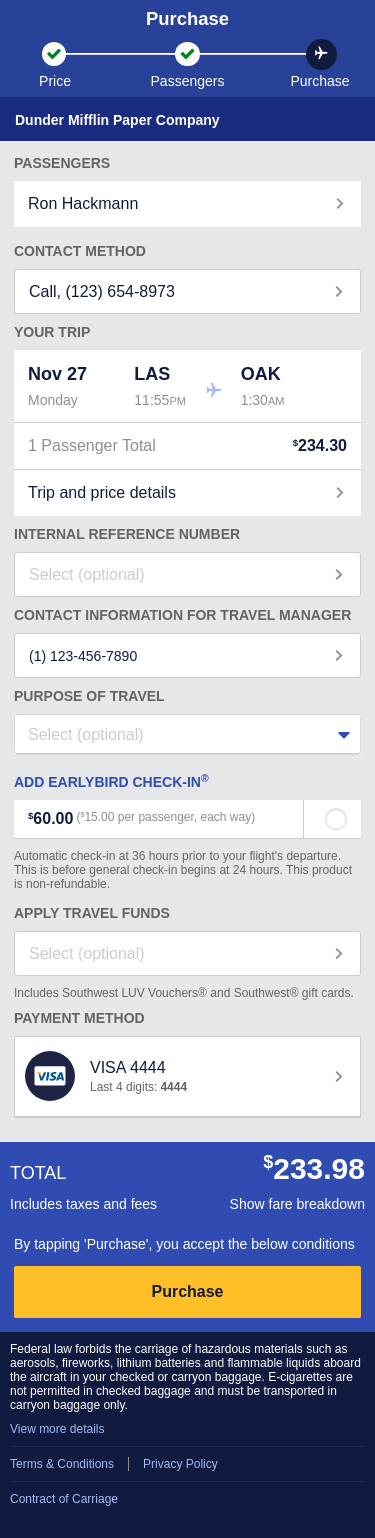 Purchase
Price
Passengers
Purchase
Dunder Mifflin Paper Company
PASSENGERS
Ron Hackmann
CONTACT METHOD
Call, (123) 654-8973
YOUR TRIP
Nov 27 LAS OAK
Monday 11:55PM 1:30AM
1 Passenger Total $234.30
Trip and price details
INTERNAL REFERENCE NUMBER
Select (optional)
CONTACT INFORMATION FOR TRAVEL MANAGER
(1) 123-456-7890
PURPOSE OF TRAVEL
Select (optional)
ADD EARLYBIRD CHECK-IN®
$60.00 ($15.00 per passenger, each way)
Automatic check-in at 36 hours prior to your flight's departure.
This is before general check-in begins at 24 hours. This product
is non-refundable.
APPLY TRAVEL FUNDS
Select (optional)
Includes Southwest LUV Vouchers® and Southwest® gift cards.
PAYMENT METHOD
VISA
VISA 4444
Last 4 digits: 4444
TOTAL $233.98
Includes taxes and fees Show fare breakdown
By tapping 'Purchase', you accept the below conditions
Purchase
Federal law forbids the carriage of hazardous materials such as
aerosols, fireworks, lithium batteries and flammable liquids aboard
the aircraft in your checked or carryon baggage. E-cigarettes are
not permitted in checked baggage and must be transported in
carryon baggage only.
View more details
Terms & Conditions Privacy Policy
Contract of Carriage